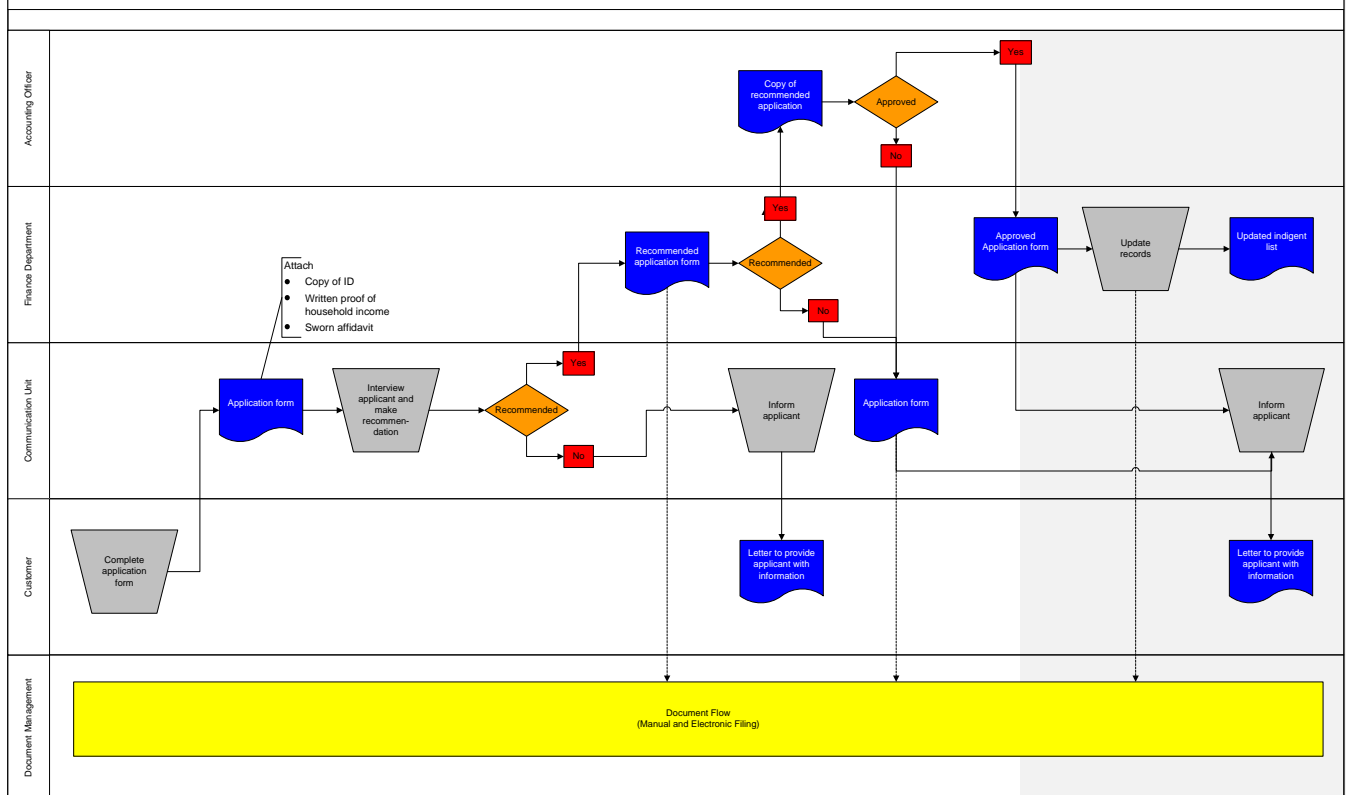 Accounting Officer
Copy of
recommended
application
Approved
Yes
No
Finance Department
Attach
● Copy of ID
● Written proof of
household income
● Sworn affidavit
Recommended
application form
Yes
Recommended
No
Approved
Application form
Update
records
Updated indigent
list
Communication Unit
Application form
Interview
applicant and
make
recommen-
dation
Recommended
Yes
No
Inform
applicant
Application form
Inform
applicant
Customer
Complete
application
form
Letter to provide
applicant with
information
Letter to provide
applicant with
information
Document Management
Document Flow
(Manual and Electronic Filing)